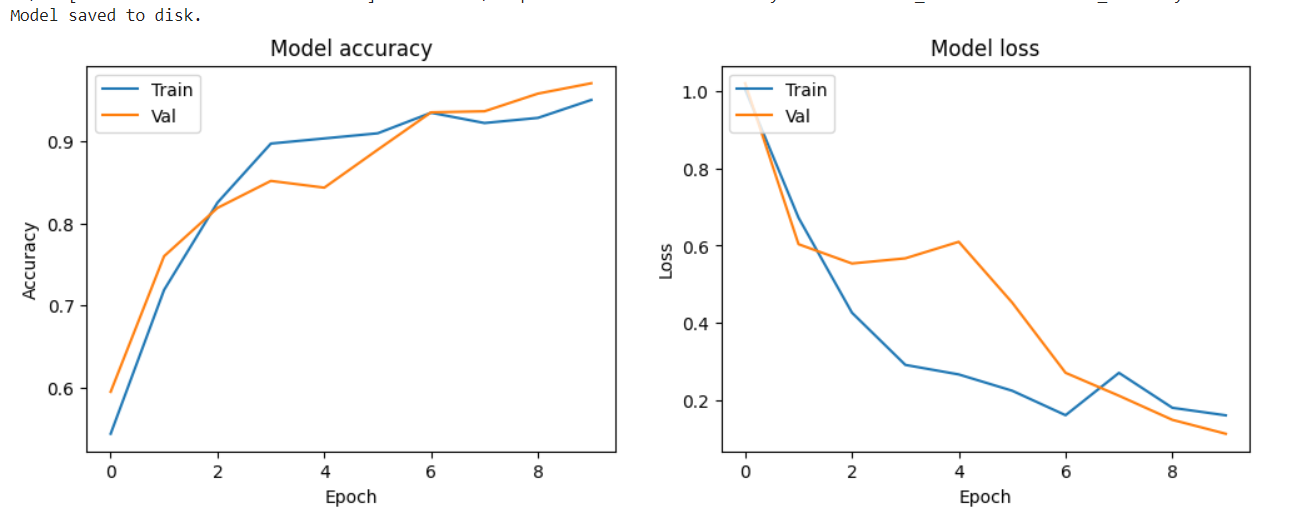 Model saved to disk.
Model accuracy
Train
Val
0.9
0.8
0.7
0.6
Accuracy
0 2 4 6 8
Epoch
Model loss
Train
Val
1.0
0.8
0.6
0.4
0.2
Loss
0 2 4 6 8
Epoch